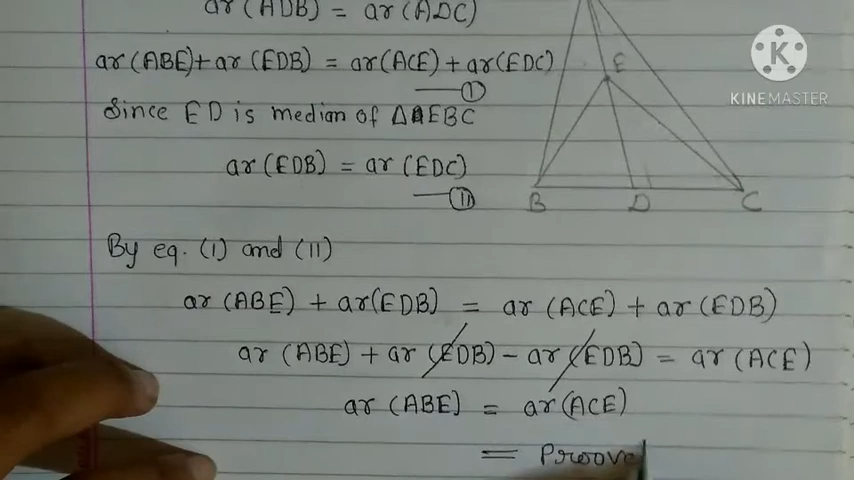 ar (ADB) = ar (ADC)
ar (ABE) + ar (EDB) = ar(ACE) + ar(EDC)
(I)
Since ED is median of ΔEBC
ar (EDB) = ar (EDC)
(II)
By eq. (I) and (II)
ar (ABE) + ar(EDB) = ar (ACE) + ar (EDB)
ar (ABE) + ar (EDB) - ar (EDB) = ar (ACE)
ar (ABE) = ar (ACE)
= Proove
E
B D C
KINEMASTER